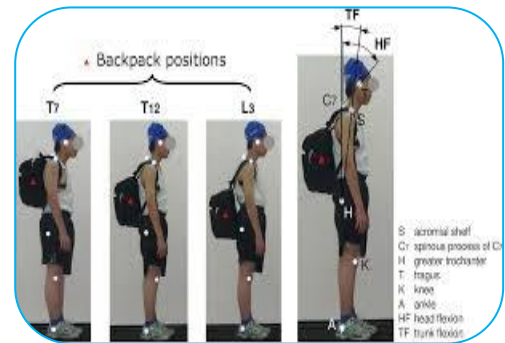 TF
HF
Backpack positions
T7 T12 L3
C7
S
H
K
A
S acromial shelf
C7 spinous process of C7
H greater trochanter
T tragus
K knee
A ankle
HF head flexion
TF trunk flexion